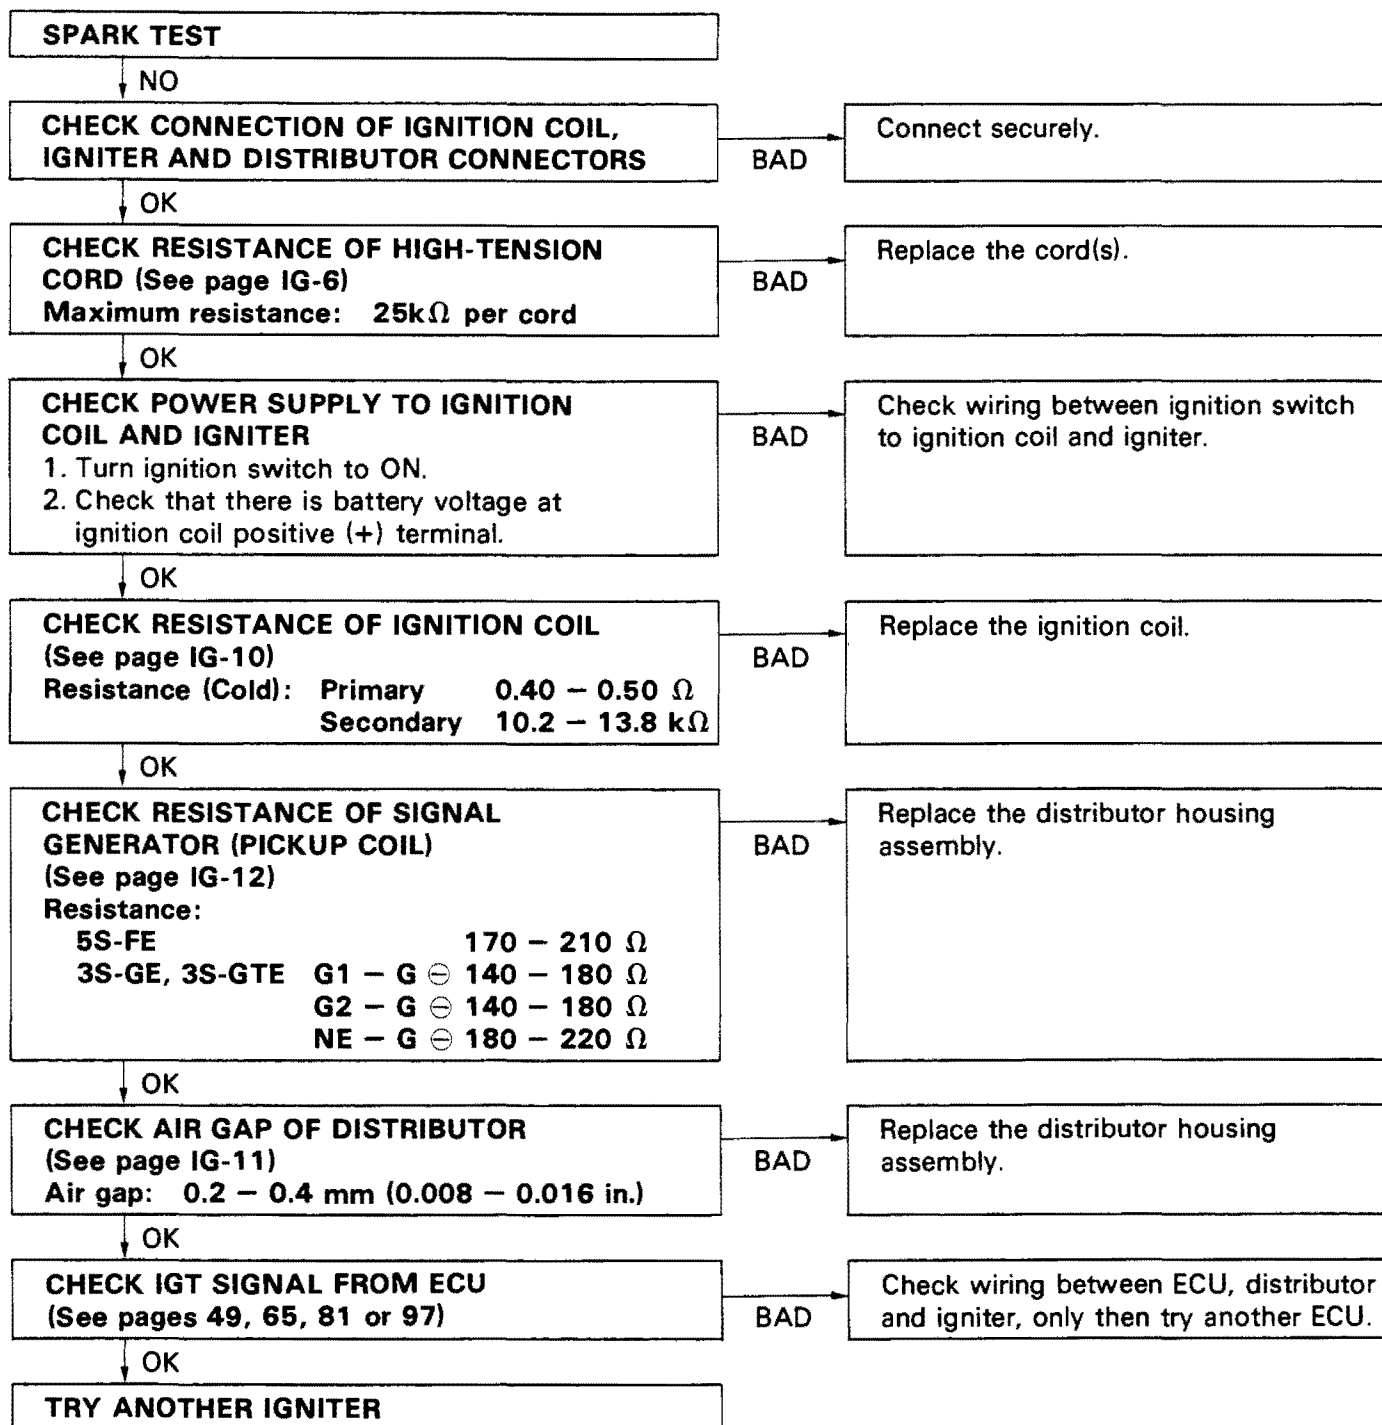 SPARK TEST
NO
CHECK CONNECTION OF IGNITION COIL,
IGNITER AND DISTRIBUTOR CONNECTORS
BAD
Connect securely.
OK
CHECK RESISTANCE OF HIGH-TENSION
CORD (See page IG-6)
Maximum resistance: 25kΩ per cord
BAD
Replace the cord(s).
OK
CHECK POWER SUPPLY TO IGNITION
COIL AND IGNITER
1. Turn ignition switch to ON.
2. Check that there is battery voltage at
ignition coil positive (+) terminal.
BAD
Check wiring between ignition switch
to ignition coil and igniter.
OK
CHECK RESISTANCE OF IGNITION COIL
(See page IG-10)
Resistance (Cold): Primary 0.40 – 0.50 Ω
Secondary 10.2 – 13.8 kΩ
BAD
Replace the ignition coil.
OK
CHECK RESISTANCE OF SIGNAL
GENERATOR (PICKUP COIL)
(See page IG-12)
Resistance:
5S-FE 170 – 210 Ω
3S-GE, 3S-GTE G1 – G ⊖ 140 – 180 Ω
G2 – G ⊖ 140 – 180 Ω
NE – G ⊖ 180 – 220 Ω
BAD
Replace the distributor housing
assembly.
OK
CHECK AIR GAP OF DISTRIBUTOR
(See page IG-11)
Air gap: 0.2 – 0.4 mm (0.008 – 0.016 in.)
BAD
Replace the distributor housing
assembly.
OK
CHECK IGT SIGNAL FROM ECU
(See pages 49, 65, 81 or 97)
BAD
Check wiring between ECU, distributor
and igniter, only then try another ECU.
OK
TRY ANOTHER IGNITER